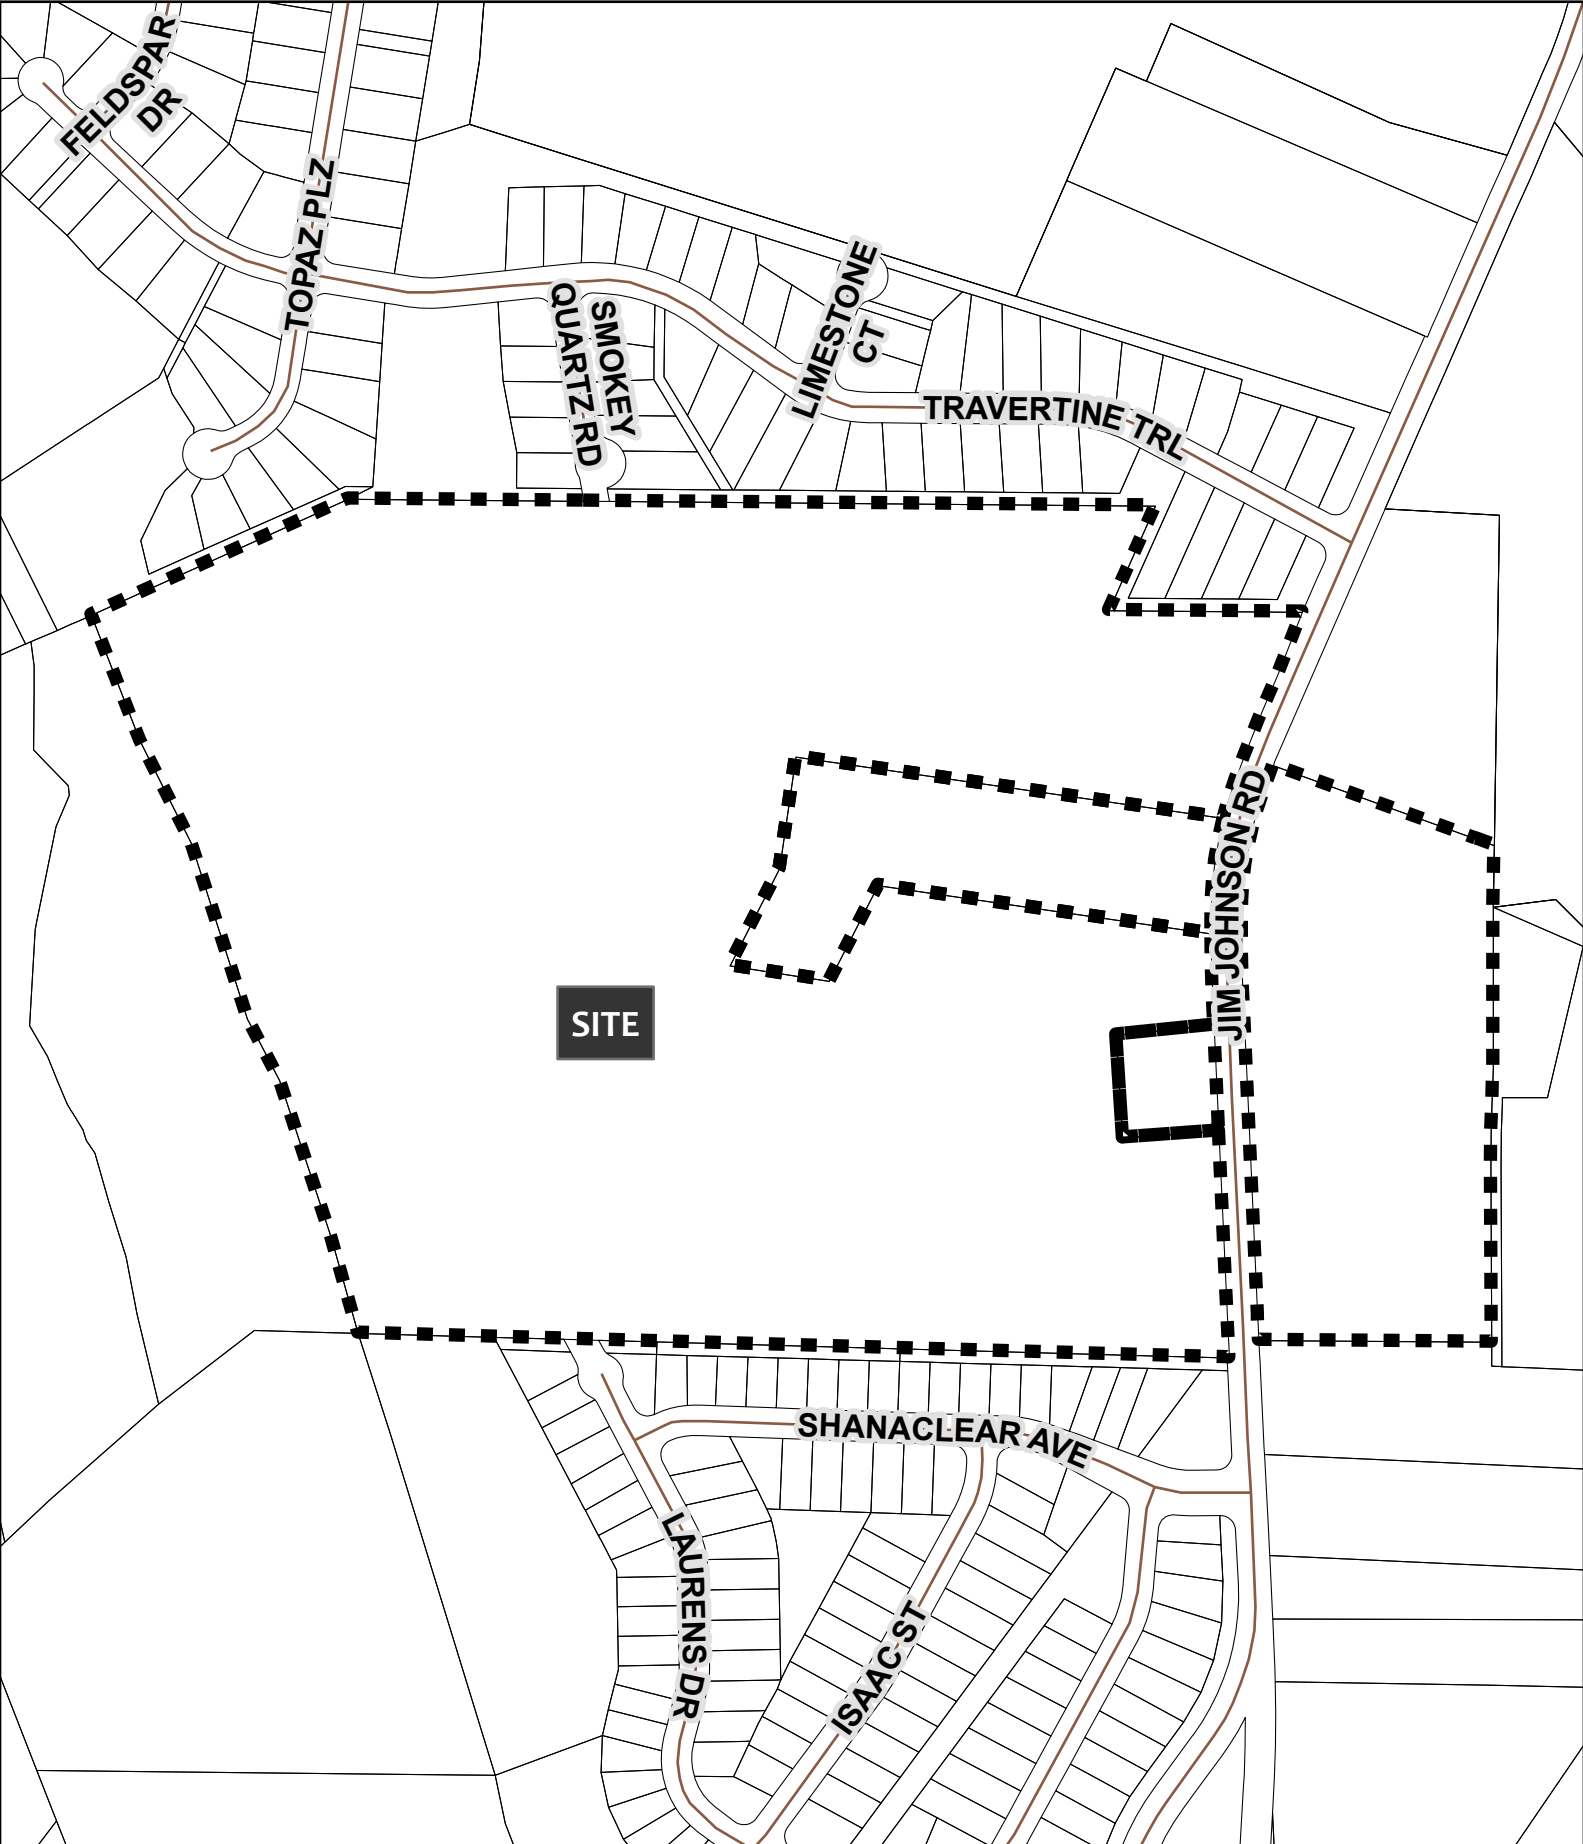 FELDSPAR
DR
TOPAZ PLZ
SMOKEY
QUARTZ RD
LIMESTONE
CT
TRAVERTINE TRL
JIM JOHNSON RD
SITE
SHANACLEAR AVE
LAURENS DR
ISAAC ST